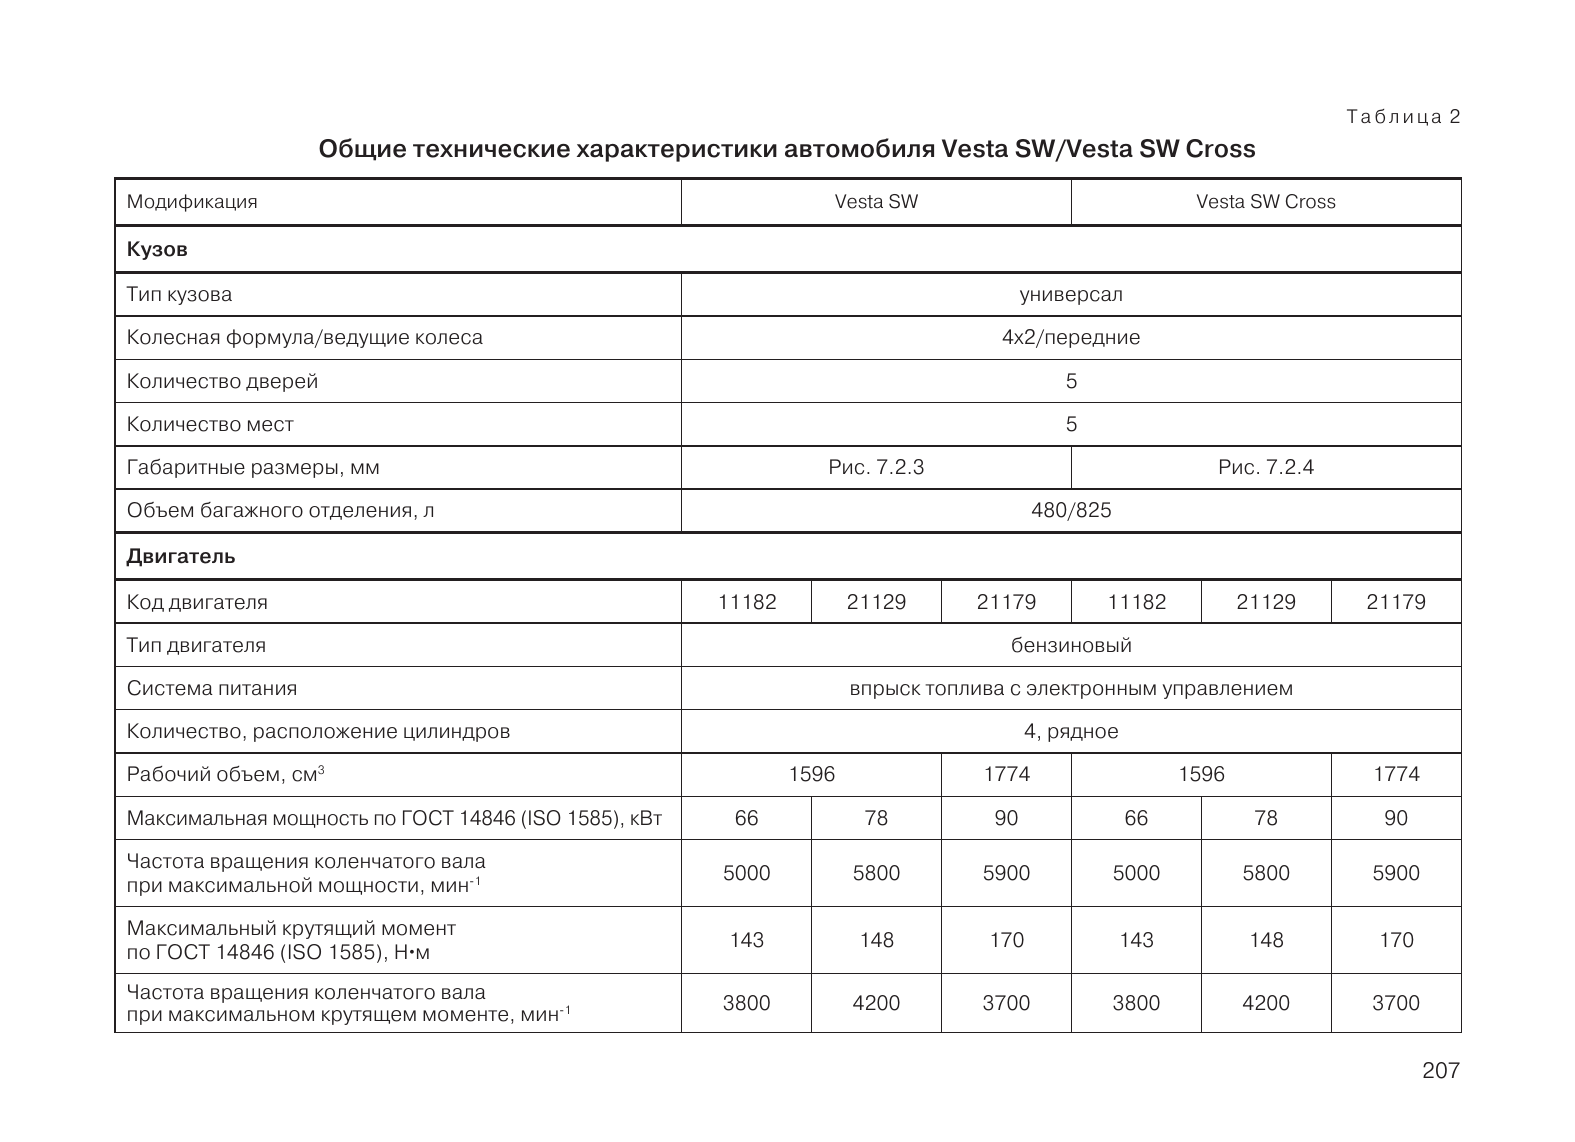 Таблица 2
Общие технические характеристики автомобиля Vesta SW/Vesta SW Cross
Модификация Vesta SW Vesta SW Cross
Кузов
Тип кузова универсал
Колесная формула/ведущие колеса 4x2/передние
Количество дверей 5
Количество мест 5
Габаритные размеры, мм Рис. 7.2.3 Рис. 7.2.4
Объем багажного отделения, л 480/825
Двигатель
Код двигателя 11182 21129 21179 11182 21129 21179
Тип двигателя бензиновый
Система питания впрыск топлива с электронным управлением
Количество, расположение цилиндров 4, рядное
Рабочий объем, см³ 1596 1774 1596 1774
Максимальная мощность по ГОСТ 14846 (ISO 1585), кВт 66 78 90 66 78 90
Частота вращения коленчатого вала
при максимальной мощности, мин⁻¹ 5000 5800 5900 5000 5800 5900
Максимальный крутящий момент
по ГОСТ 14846 (ISO 1585), Н•м 143 148 170 143 148 170
Частота вращения коленчатого вала
при максимальном крутящем моменте, мин⁻¹ 3800 4200 3700 3800 4200 3700
207